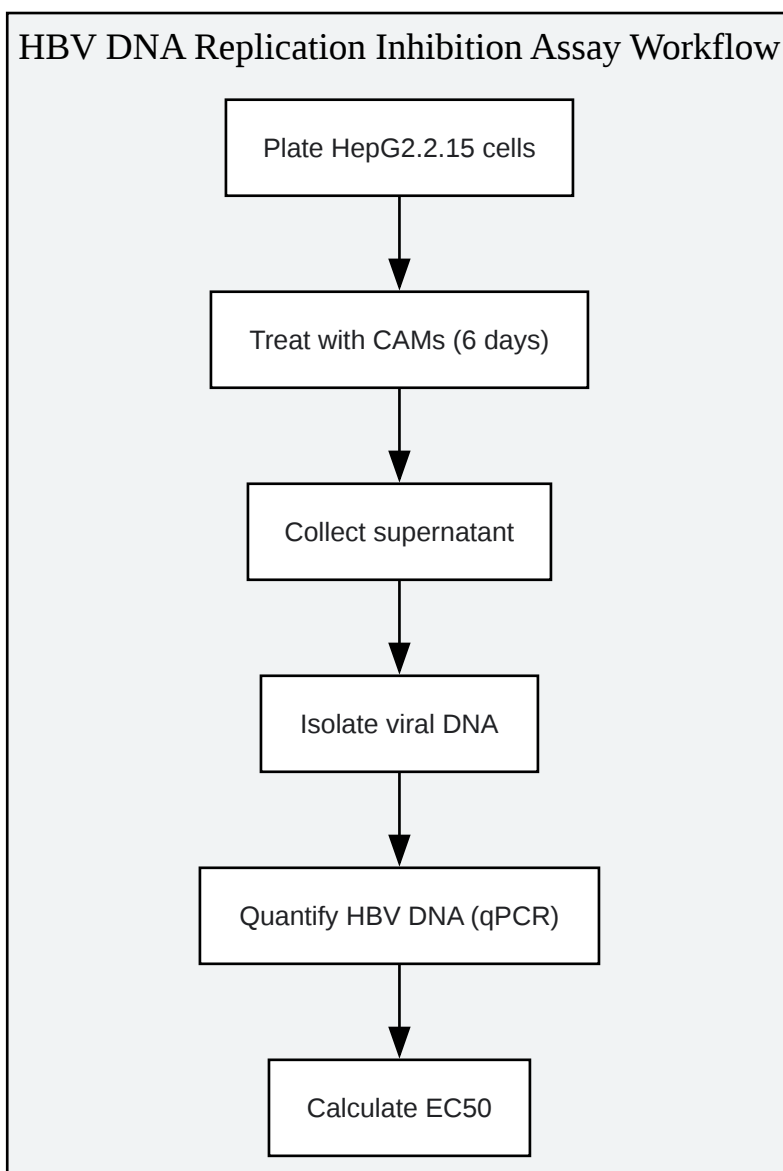 HBV DNA Replication Inhibition Assay Workflow
Plate HepG2.2.15 cells
Treat with CAMs (6 days)
Collect supernatant
Isolate viral DNA
Quantify HBV DNA (qPCR)
Calculate EC50